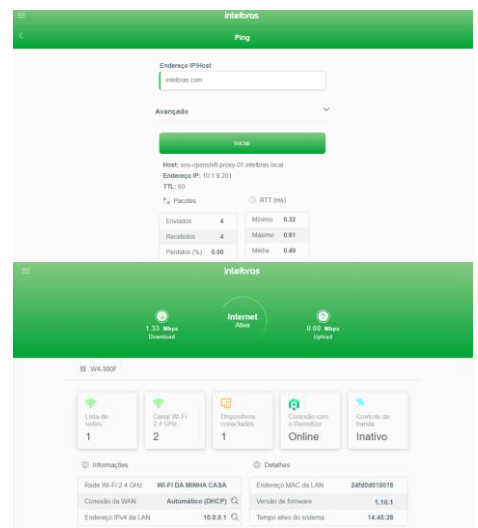 intelbras
Ping
Endereço IP/Host
intelbras.com
Avançado
Iniciar
Host: sos-openshift-proxy-01.intelbras.local
Endereço IP: 10.1.9.201
TTL: 60
Pacotes
RTT (ms)
Enviados 4
Mínimo 0.32
Recebidos 4
Máximo 0.61
Perdidos (%) 0.00
Média 0.49
intelbras
Internet
Ativa
1.33 Mbps
Download
0.00 Mbps
Upload
W4-300F
Lista de redes
1
Canal Wi-Fi 2.4 GHz
2
Dispositivos conectados
1
Conexão com o Remotize
Online
Controle de banda
Inativo
Informações
Detalhes
Rede Wi-Fi 2.4 GHz WI-FI DA MINHA CASA
Endereço MAC da LAN 24fd0d018018
Conexão da WAN Automático (DHCP)
Versão do firmware 1.16.1
Endereço IPv4 da LAN 10.0.0.1
Tempo ativo do sistema 14:45:28